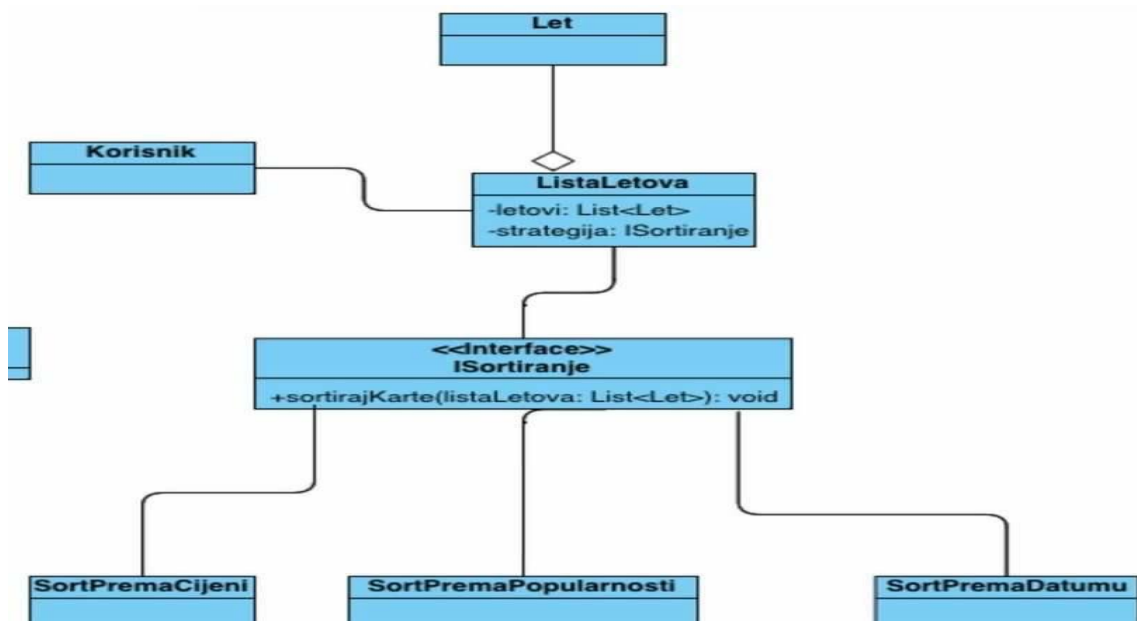 Let
Korisnik
ListaLetova
-letovi: List<Let>
-strategija: ISortiranje
<<Interface>>
ISortiranje
+sortirajKarte(listaLetova: List<Let>): void
SortPremaCijeni
SortPremaPopularnosti
SortPremaDatumu